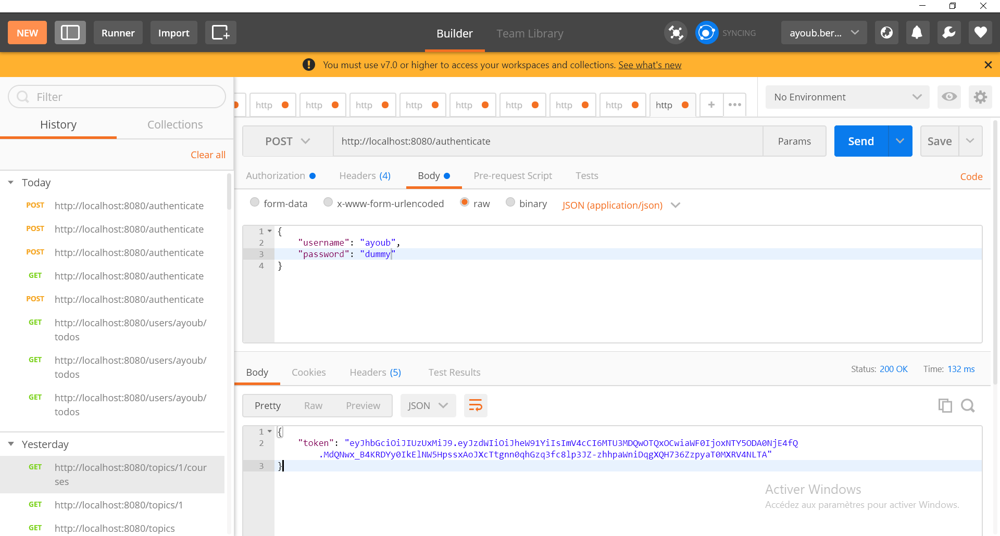 NEW
Runner
Import
Builder
Team Library
SYNCING
ayoub.ber...
You must use v7.0 or higher to access your workspaces and collections. See what's new
Filter
History
Collections
Clear all
Today
POST http://localhost:8080/authenticate
POST http://localhost:8080/authenticate
POST http://localhost:8080/authenticate
GET http://localhost:8080/authenticate
POST http://localhost:8080/authenticate
GET http://localhost:8080/users/ayoub/
todos
GET http://localhost:8080/users/ayoub/
todos
GET http://localhost:8080/users/ayoub/
todos
Yesterday
GET http://localhost:8080/topics/1/cour
ses
GET http://localhost:8080/topics/1
GET http://localhost:8080/topics
http http http http http http http http http + •••
No Environment
POST http://localhost:8080/authenticate Params Send Save
Authorization Headers (4) Body Pre-request Script Tests Code
form-data x-www-form-urlencoded raw binary JSON (application/json)
1 {
2 "username": "ayoub",
3 "password": "dummy"
4 }
Body Cookies Headers (5) Test Results Status: 200 OK Time: 132 ms
Pretty Raw Preview JSON
1 {
2 "token": "eyJhbGciOiJIUzUxMiJ9.eyJzdWIiOiJheW91YiIsImV4cCI6MTU3MDQwOTQxOCwiaWF0IjoxNTY5ODA0NjE4fQ
.MdQNwx_B4KRDYy0IkElNW5HpssxAoJXcTtgnn0qhGzq3fc8lp3JZ-zhhpaWniDqgXQH736ZzpyaT0MXRV4NLTA"
3 }
Activer Windows
Accédez aux paramètres pour activer Windows.